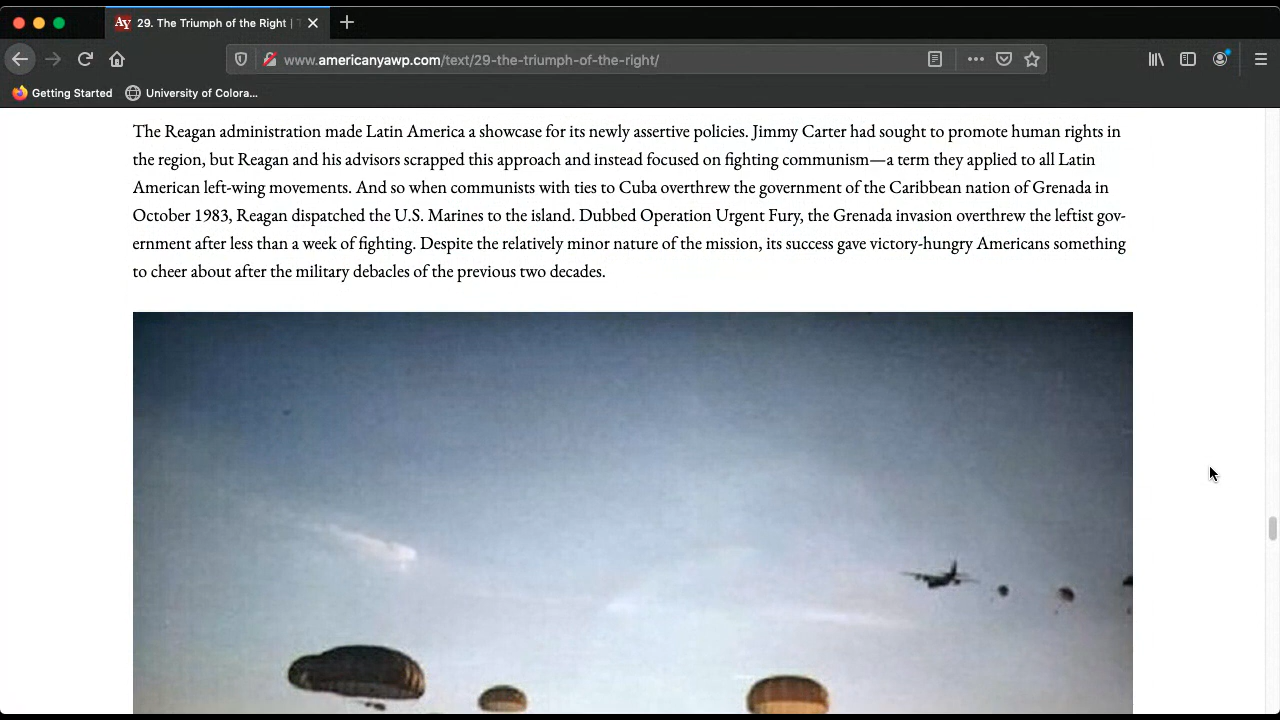 29. The Triumph of the Right | T
www.americanyawp.com/text/29-the-triumph-of-the-right/
Getting Started
University of Colora...
The Reagan administration made Latin America a showcase for its newly assertive policies. Jimmy Carter had sought to promote human rights in
the region, but Reagan and his advisors scrapped this approach and instead focused on fighting communism—a term they applied to all Latin
American left-wing movements. And so when communists with ties to Cuba overthrew the government of the Caribbean nation of Grenada in
October 1983, Reagan dispatched the U.S. Marines to the island. Dubbed Operation Urgent Fury, the Grenada invasion overthrew the leftist gov-
ernment after less than a week of fighting. Despite the relatively minor nature of the mission, its success gave victory-hungry Americans something
to cheer about after the military debacles of the previous two decades.